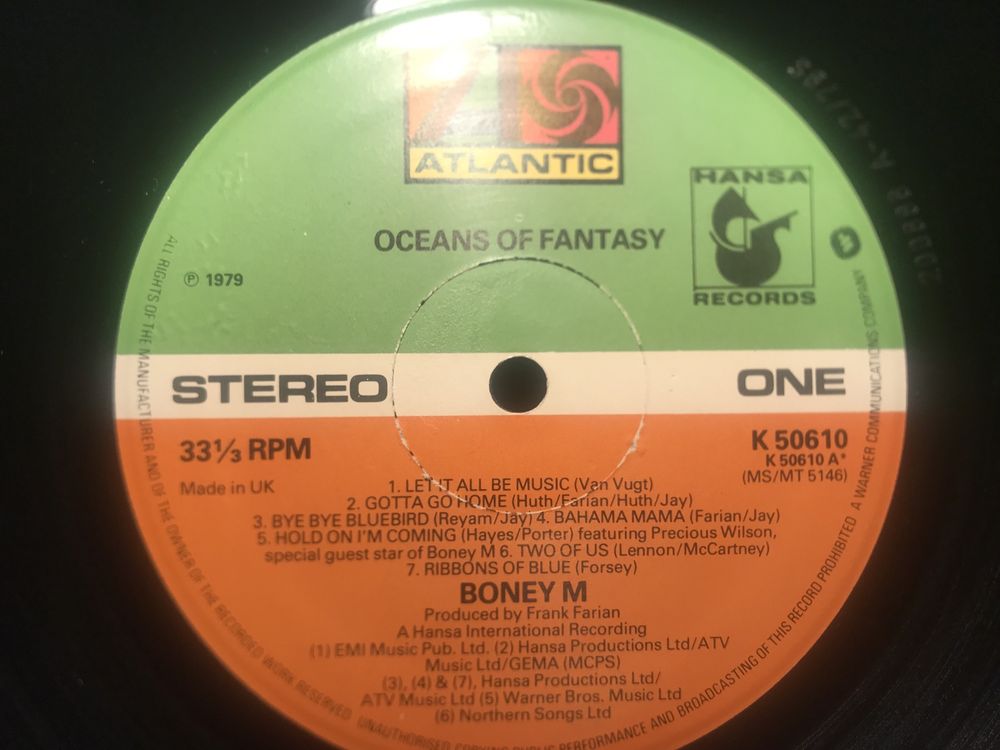 ATLANTIC
HANSA
RECORDS
OCEANS OF FANTASY
℗ 1979
STEREO
ONE
33⅓ RPM
Made in UK
K 50610
K 50610 A*
(MS/MT 5146)
1. LET IT ALL BE MUSIC (Van Vugt)
2. GOTTA GO HOME (Huth/Farian/Huth/Jay)
3. BYE BYE BLUEBIRD (Reyam/Jay) 4. BAHAMA MAMA (Farian/Jay)
5. HOLD ON I'M COMING (Hayes/Porter) featuring Precious Wilson,
special guest star of Boney M 6. TWO OF US (Lennon/McCartney)
7. RIBBONS OF BLUE (Forsey)
BONEY M
Produced by Frank Farian
A Hansa International Recording
(1) EMI Music Pub. Ltd. (2) Hansa Productions Ltd/ATV
Music Ltd/GEMA (MCPS)
(3), (4) & (7), Hansa Productions Ltd/
ATV Music Ltd (5) Warner Bros. Music Ltd
(6) Northern Songs Ltd
ALL RIGHTS OF THE MANUFACTURER AND OF THE OWNER OF THE RECORDED WORK RESERVED UNAUTHORISED COPYING PUBLIC PERFORMANCE AND BROADCASTING OF THIS RECORD PROHIBITED A WARNER COMMUNICATIONS COMPANY